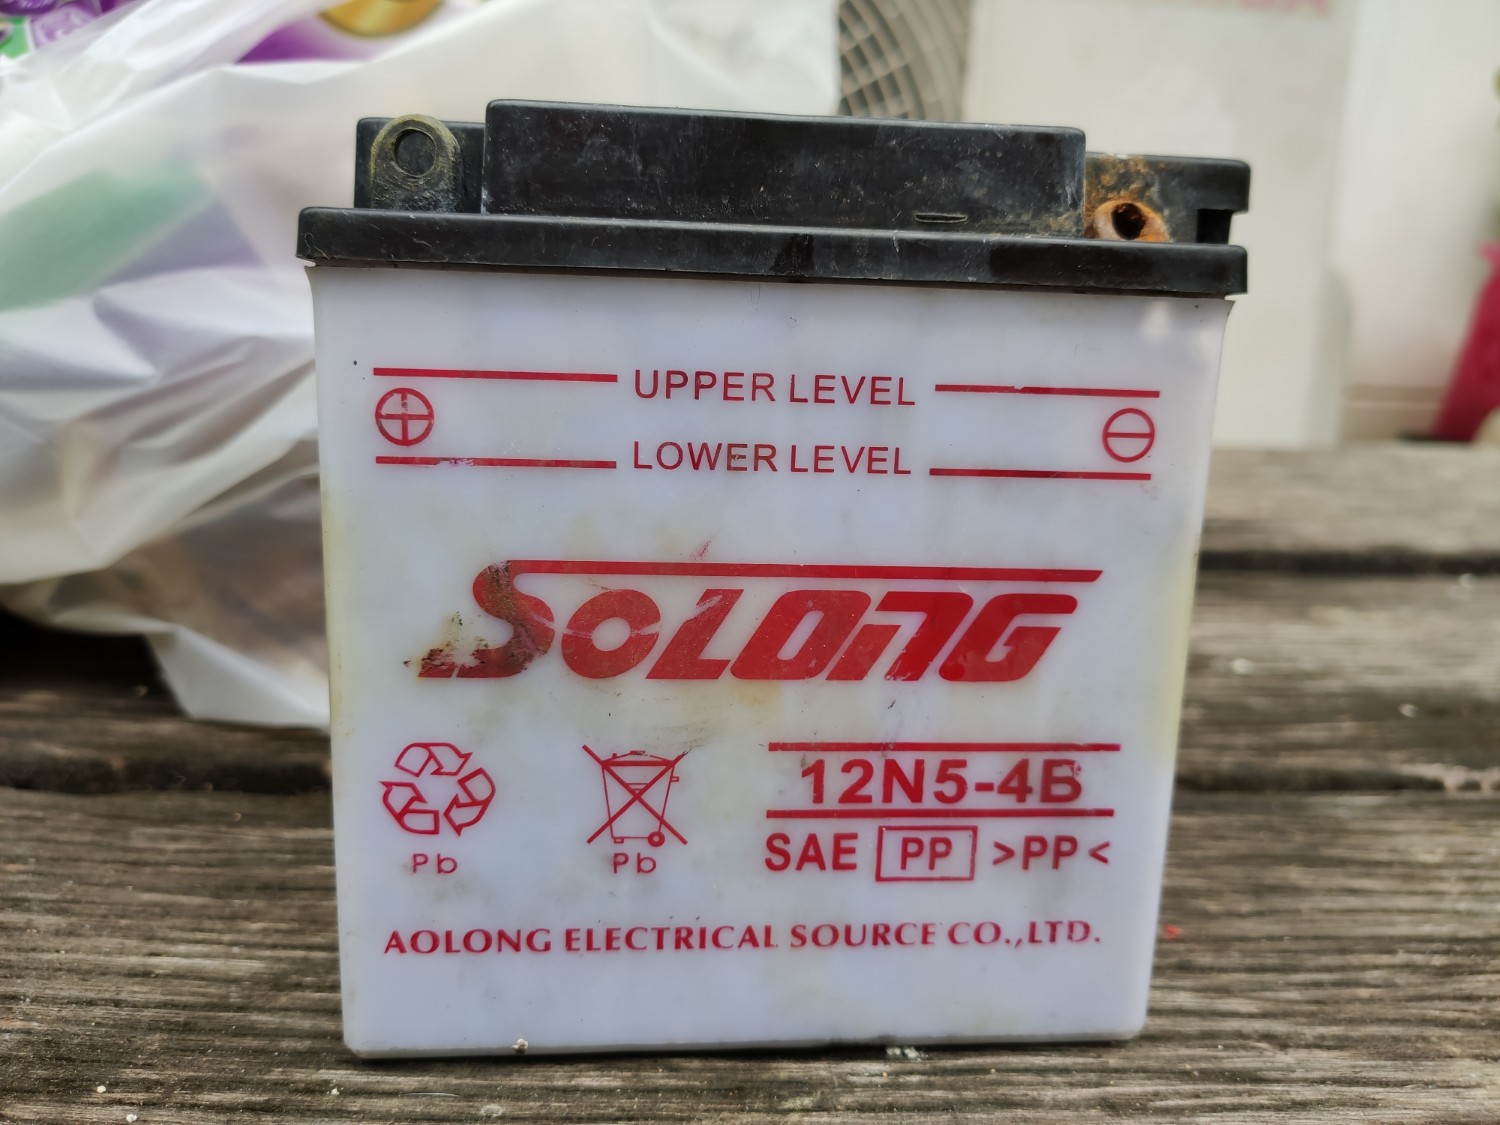 UPPER LEVEL
LOWER LEVEL
SOLONG
12N5-4B
SAE PP >PP<
Pb Pb
AOLONG ELECTRICAL SOURCE CO.,LTD.